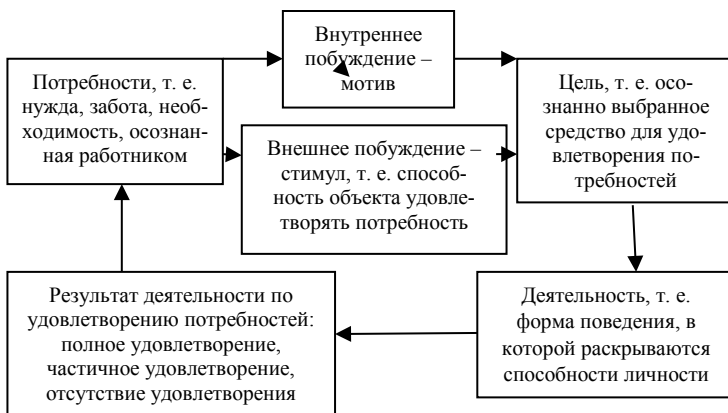 Внутреннее
побуждение –
мотив
Потребности, т. е.
нужда, забота, необ-
ходимость, осознан-
ная работником
Внешнее побуждение –
стимул, т. е. способ-
ность объекта удовле-
творять потребность
Цель, т. е. осо-
знанно выбранное
средство для удо-
влетворения по-
требностей
Результат деятельности по
удовлетворению потребностей:
полное удовлетворение,
частичное удовлетворение,
отсутствие удовлетворения
Деятельность, т. е.
форма поведения, в
которой раскрываются
способности личности